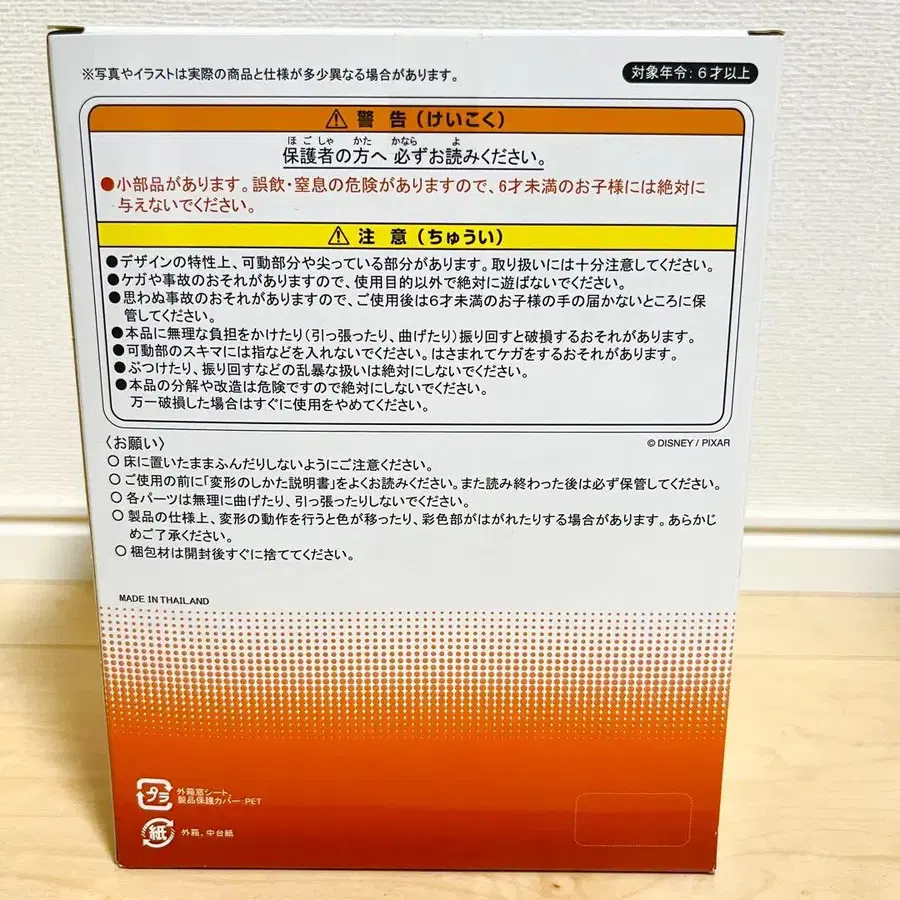 ※写真やイラストは実際の商品と仕様が多少異なる場合があります。
対象年令：6才以上
⚠ 警 告（けいこく）
保護者の方へ 必ずお読みください。
●小部品があります。誤飲・窒息の危険がありますので、6才未満のお子様には絶対に
与えないでください。
⚠ 注 意（ちゅうい）
●デザインの特性上、可動部分や尖っている部分があります。取り扱いには十分注意してください。
●ケガや事故のおそれがありますので、使用目的以外で絶対に遊ばないでください。
●思わぬ事故のおそれがありますので、ご使用後は6才未満のお子様の手の届かないところに保
管してください。
●本品に無理な負担をかけたり（引っ張ったり、曲げたり）振り回すと破損するおそれがあります。
●可動部のスキマには指などを入れないでください。はさまれてケガをするおそれがあります。
●ぶつけたり、振り回すなどの乱暴な扱いは絶対にしないでください。
●本品の分解や改造は危険ですので絶対にしないでください。
万一破損した場合はすぐに使用をやめてください。
〈お願い〉
© DISNEY / PIXAR
○ 床に置いたままふんだりしないようにご注意ください。
○ ご使用の前に「変形のしかた説明書」をよくお読みください。また読み終わった後は必ず保管してください。
○ 各パーツは無理に曲げたり、引っ張ったりしないでください。
○ 製品の仕様上、変形の動作を行うと色が移ったり、彩色部がはがれたりする場合があります。あらかじ
めご了承ください。
○ 梱包材は開封後すぐに捨ててください。
MADE IN THAILAND
プラ
外箱窓シート、
製品保護カバー：PET
紙
外箱、中台紙